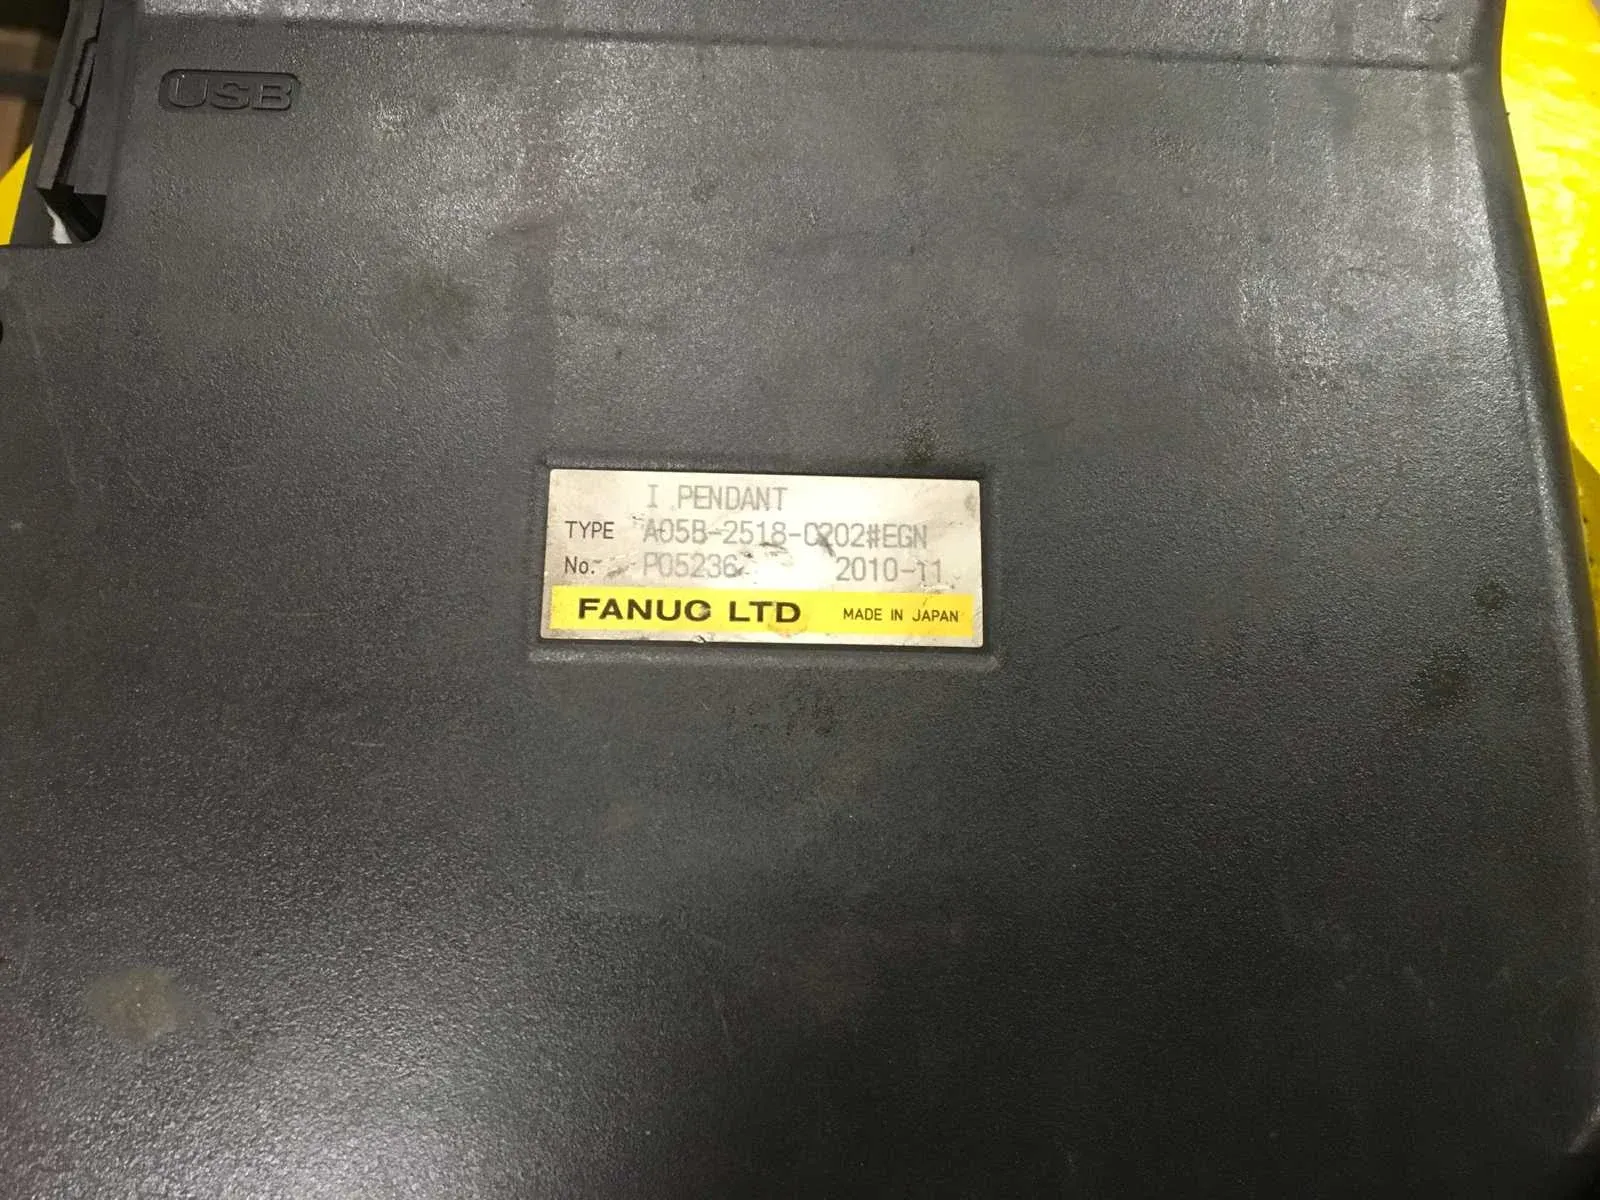 USB
I PENDANT
TYPE A05B-2518-C202#EGN
No. P05236 2010-11
FANUC LTD MADE IN JAPAN